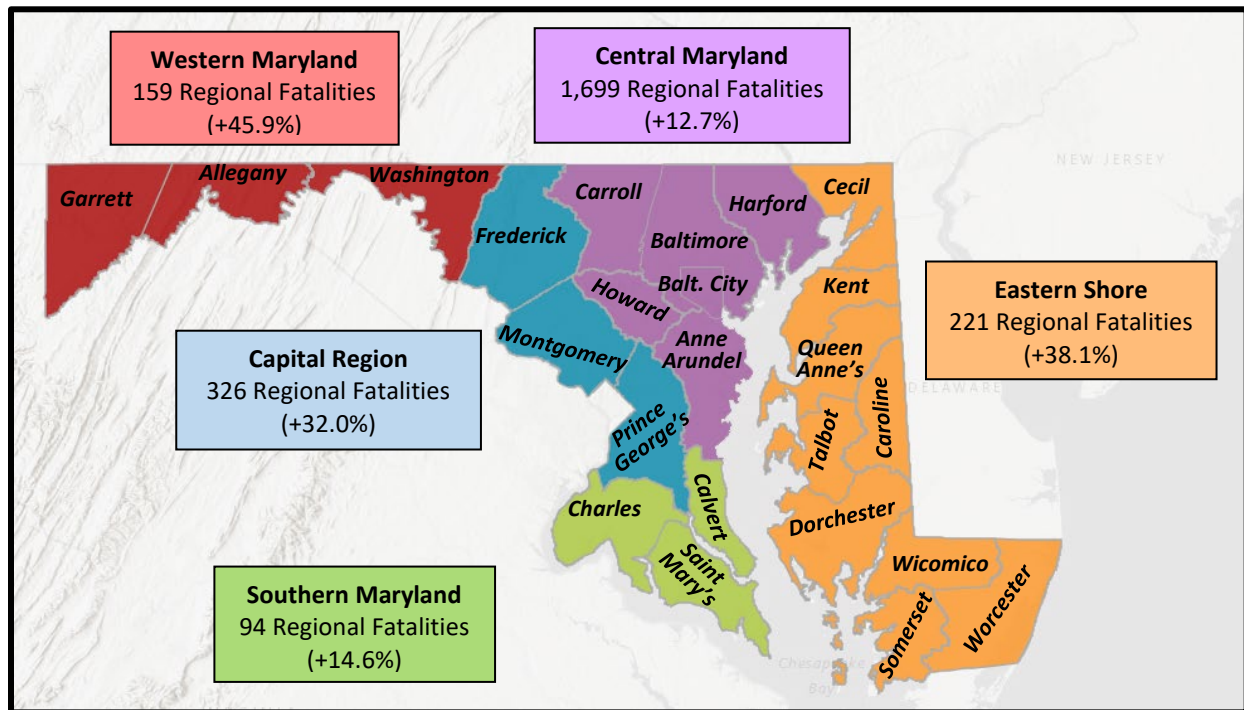 Western Maryland
159 Regional Fatalities
(+45.9%)
Central Maryland
1,699 Regional Fatalities
(+12.7%)
NEW JERSEY
Garrett
Allegany
Washington
Frederick
Carroll
Baltimore
Harford
Cecil
Balt. City
Howard
Kent
Eastern Shore
221 Regional Fatalities
(+38.1%)
Capital Region
326 Regional Fatalities
(+32.0%)
Montgomery
Anne
Arundel
Queen
Anne's
DELAWARE
Prince
George's
Talbot
Caroline
Charles
Calvert
Dorchester
Saint
Mary's
Wicomico
Somerset
Worcester
Southern Maryland
94 Regional Fatalities
(+14.6%)
Chesapeake
Bay